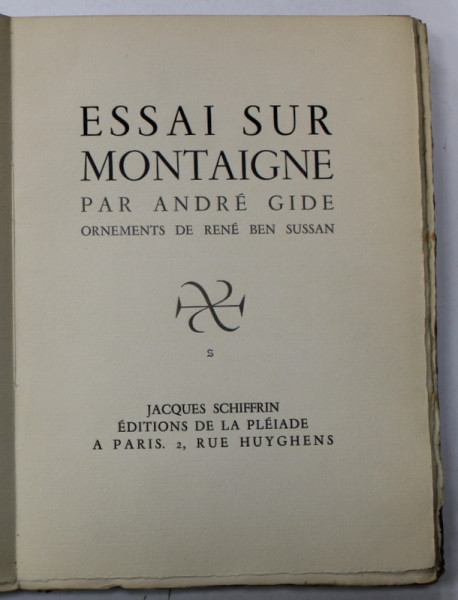 ESSAI SUR
MONTAIGNE
PAR ANDRÉ GIDE
ORNEMENTS DE RENÉ BEN SUSSAN
S
JACQUES SCHIFFRIN
ÉDITIONS DE LA PLÉIADE
A PARIS. 2, RUE HUYGHENS